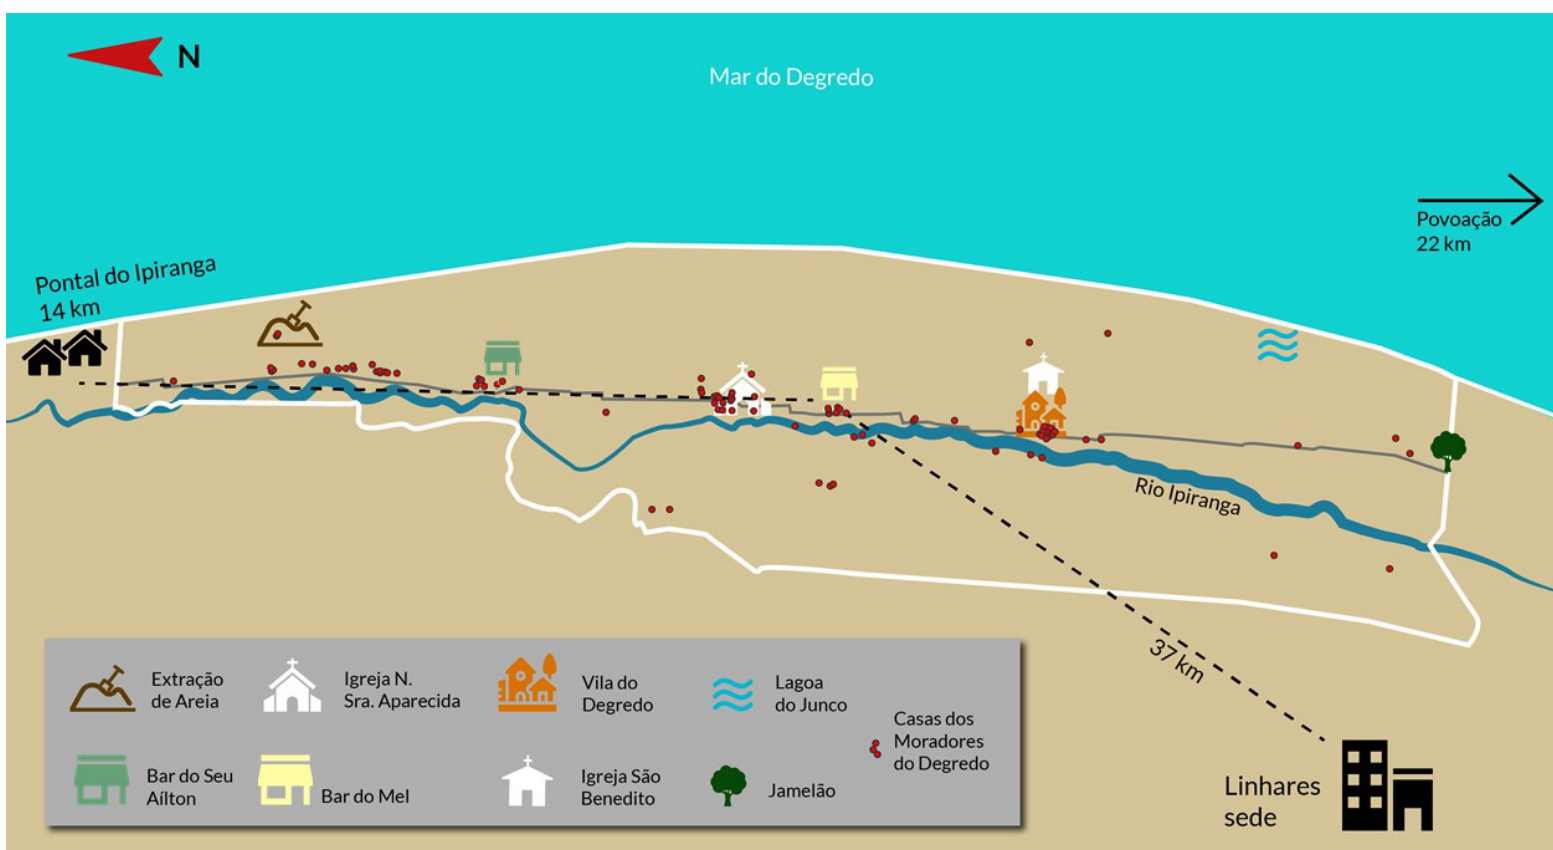 N
Mar do Degredo
Povoação
22 km
Pontal do Ipiranga
14 km
Rio Ipiranga
37 km
Linhares
sede
Extração
de Areia
Igreja N.
Sra. Aparecida
Vila do
Degredo
Lagoa
do Junco
Casas dos
Moradores
do Degredo
Bar do Seu
Aílton
Bar do Mel
Igreja São
Benedito
Jamelão